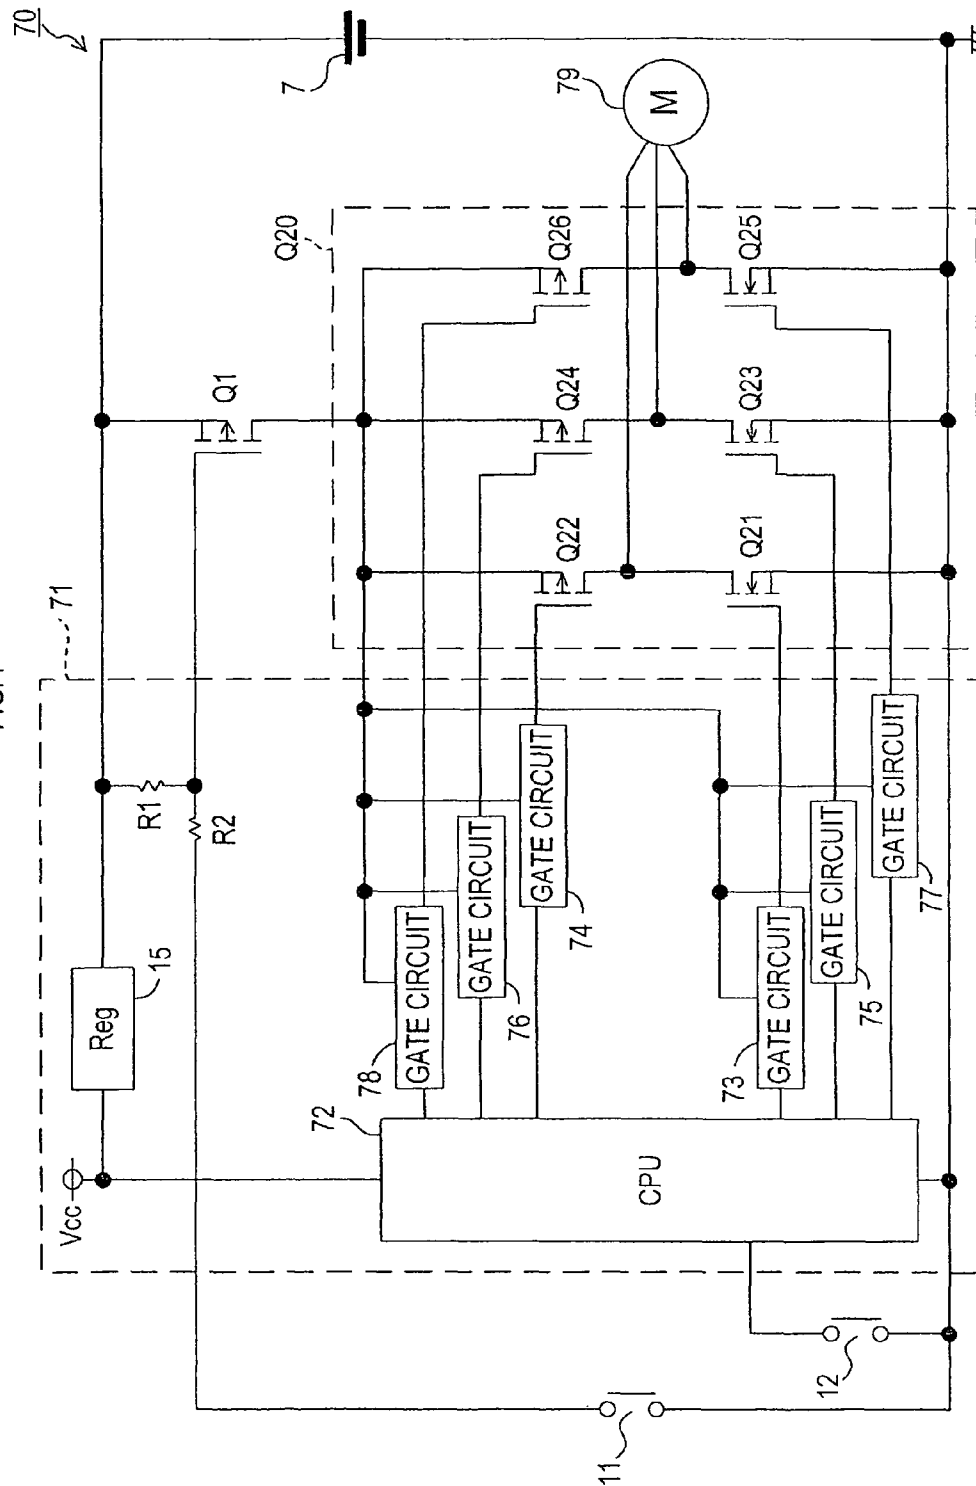 70
71
Vcc
Reg
15
R1
R2
Q1
7
Q20
72
CPU
78
GATE CIRCUIT
76
GATE CIRCUIT
74
GATE CIRCUIT
73
GATE CIRCUIT
75
GATE CIRCUIT
77
GATE CIRCUIT
Q22
Q24
Q26
Q21
Q23
Q25
79
M
11
12